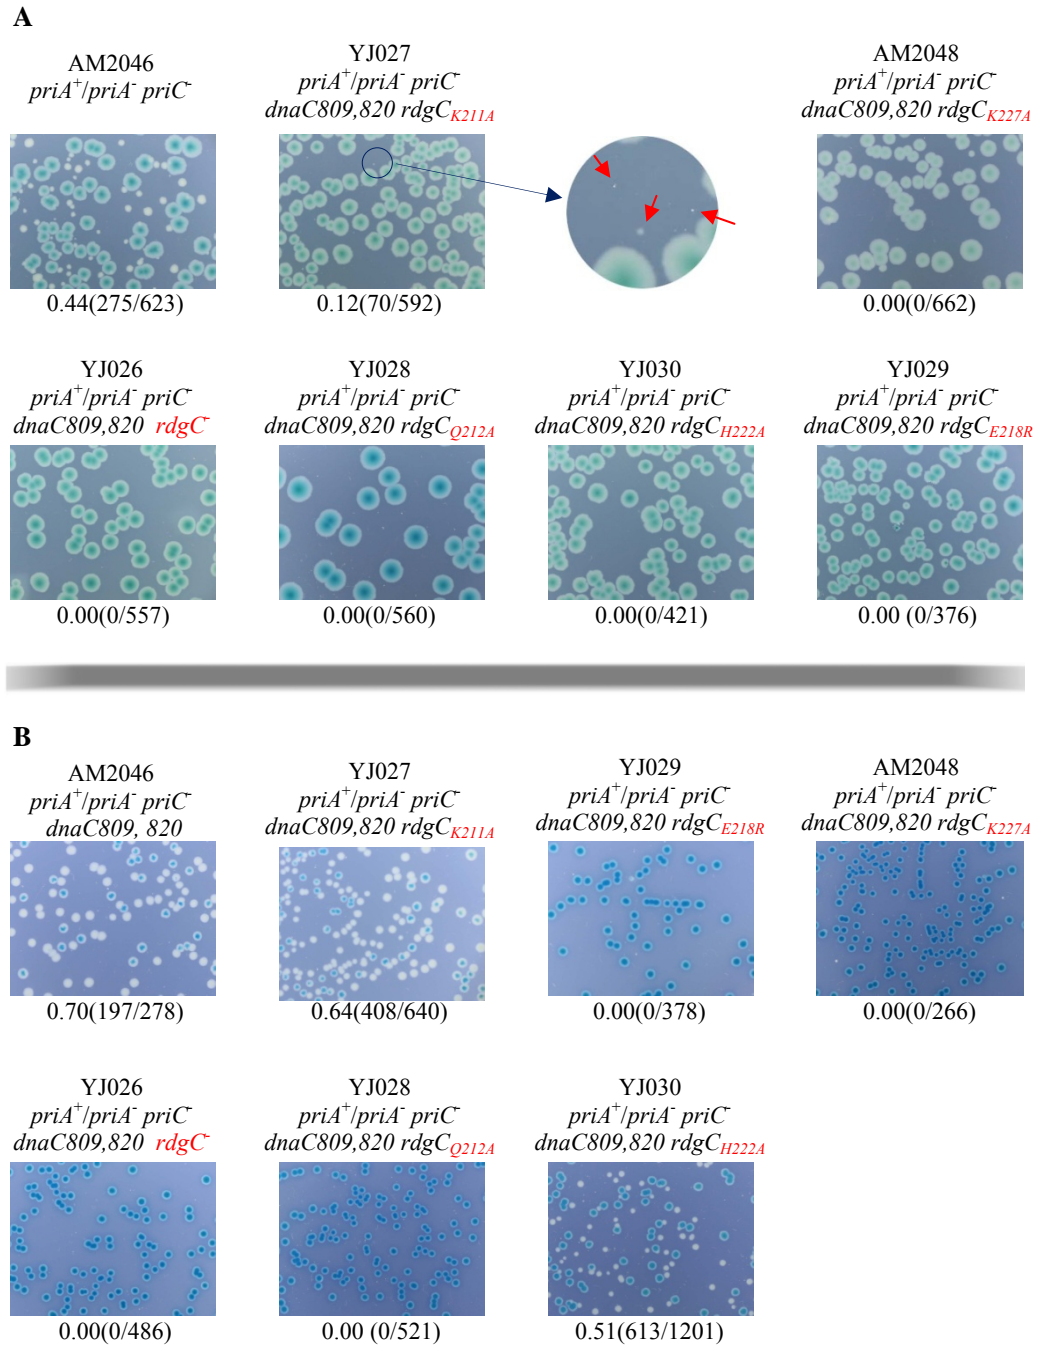 A
AM2046
priA+/priA- priC-
0.44(275/623)
YJ027
priA+/priA- priC-
dnaC809,820 rdgCK211A
0.12(70/592)
AM2048
priA+/priA- priC-
dnaC809,820 rdgCK227A
0.00(0/662)
YJ026
priA+/priA- priC-
dnaC809,820 rdgC-
0.00(0/557)
YJ028
priA+/priA- priC-
dnaC809,820 rdgCQ212A
0.00(0/560)
YJ030
priA+/priA- priC-
dnaC809,820 rdgCH222A
0.00(0/421)
YJ029
priA+/priA- priC-
dnaC809,820 rdgCE218R
0.00 (0/376)
B
AM2046
priA+/priA- priC-
dnaC809, 820
0.70(197/278)
YJ027
priA+/priA- priC-
dnaC809,820 rdgCK211A
0.64(408/640)
YJ029
priA+/priA- priC-
dnaC809,820 rdgCE218R
0.00(0/378)
AM2048
priA+/priA- priC-
dnaC809,820 rdgCK227A
0.00(0/266)
YJ026
priA+/priA- priC-
dnaC809,820 rdgC-
0.00(0/486)
YJ028
priA+/priA- priC-
dnaC809,820 rdgCQ212A
0.00 (0/521)
YJ030
priA+/priA- priC-
dnaC809,820 rdgCH222A
0.51(613/1201)